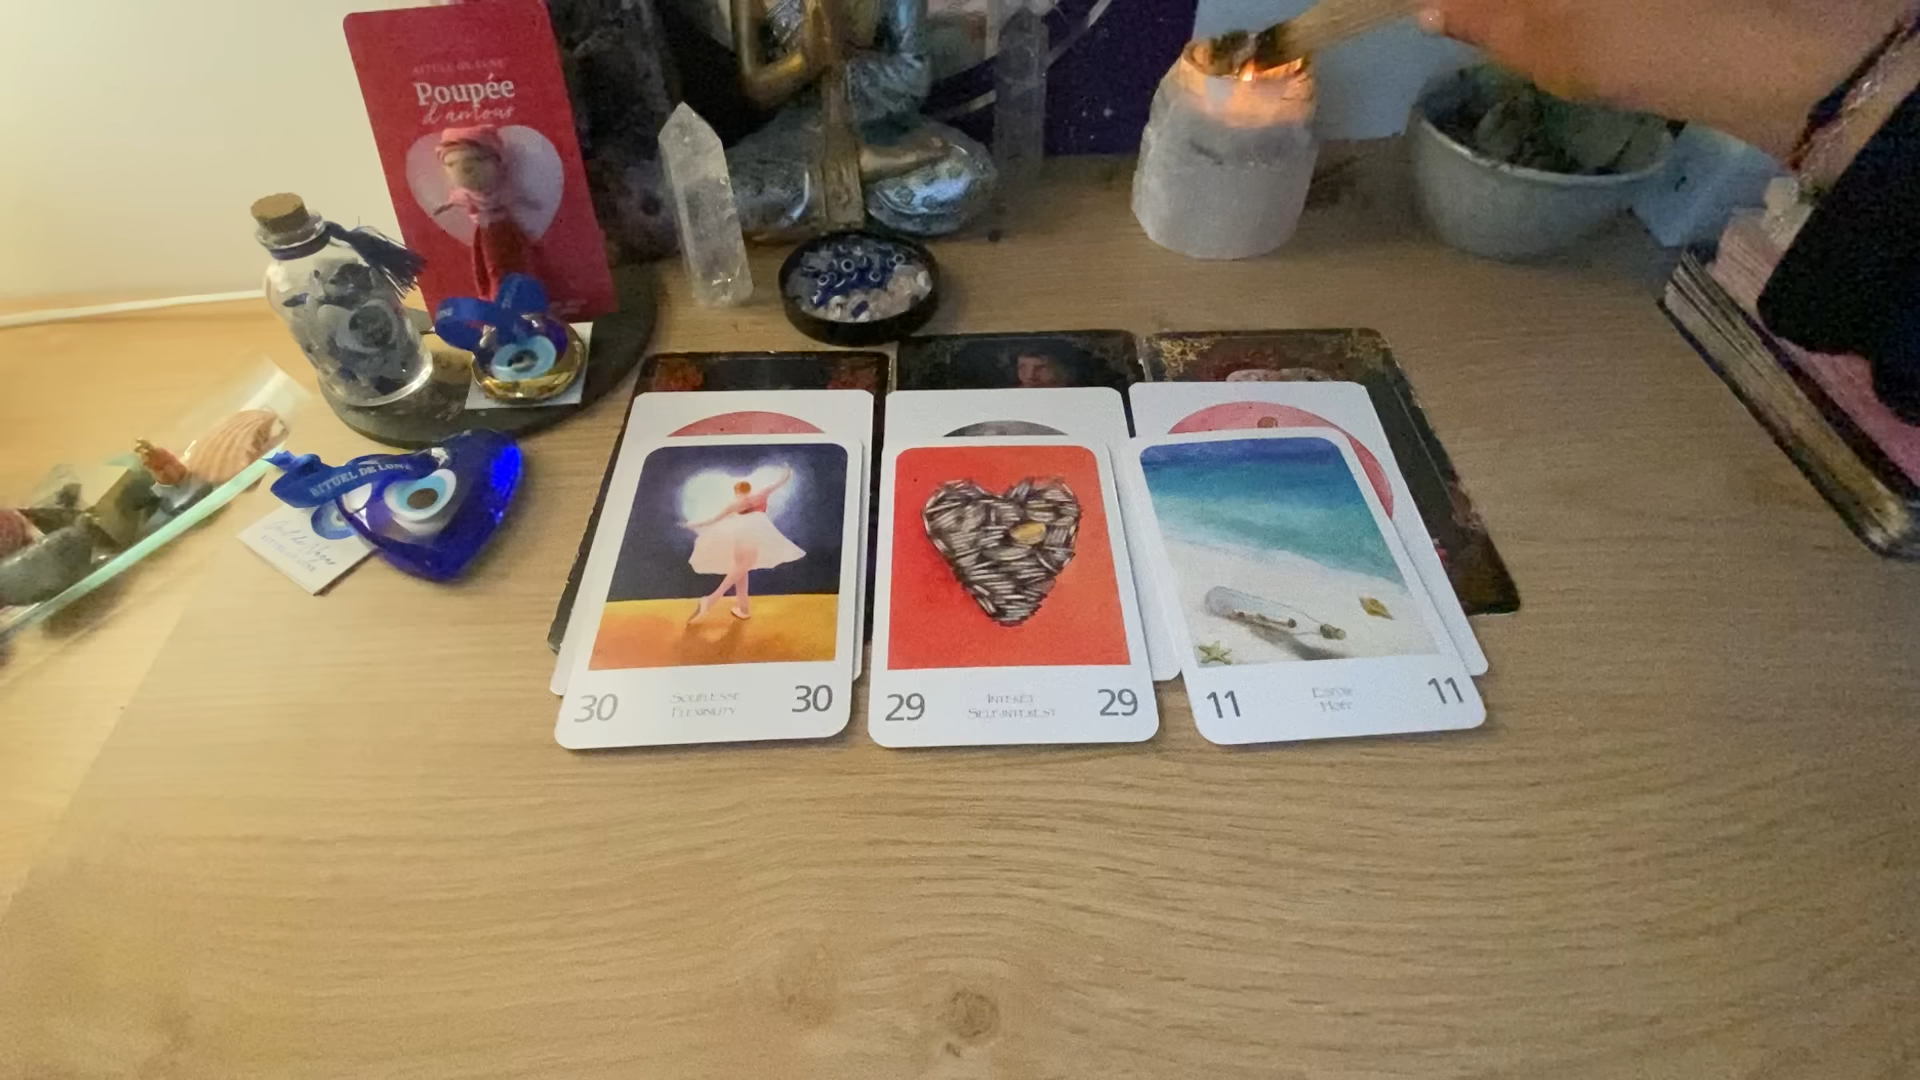 RITUEL DE LUNE
Poupée
d'amour
RITUEL DE LUNE
30
SOUPLESSE
FLEXIBILITY
30
29
INTÉRÊT
SELF-INTEREST
29
11
ESPOIR
HOPE
11